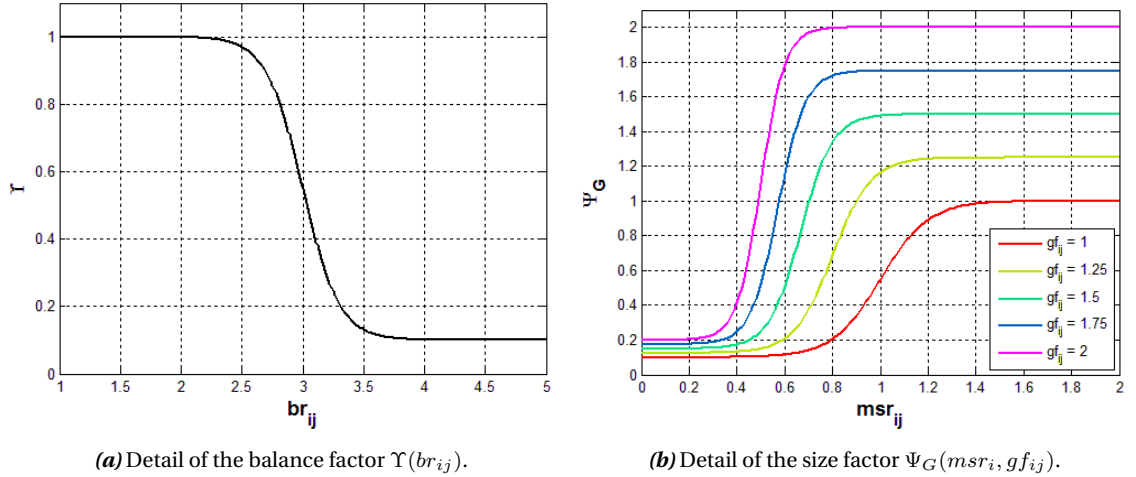 1
0.8
0.6
0.4
0.2
0
ϒ
1 1.5 2 2.5 3 3.5 4 4.5 5
br_ij
2
1.8
1.6
1.4
1.2
1
0.8
0.6
0.4
0.2
0
Ψ_G
0 0.2 0.4 0.6 0.8 1 1.2 1.4 1.6 1.8 2
msr_ij
gf_ij = 1
gf_ij = 1.25
gf_ij = 1.5
gf_ij = 1.75
gf_ij = 2
(a) Detail of the balance factor ϒ(br_ij).
(b) Detail of the size factor Ψ_G(msr_i, gf_ij).